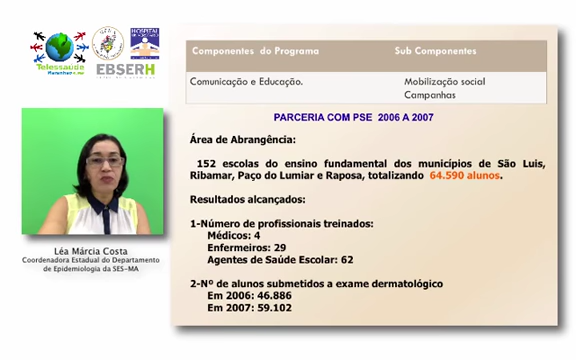 Telessaúde
HOSPITAL
EBSERH
Léa Márcia Costa
Coordenadora Estadual do Departamento
de Epidemiologia da SES-MA
Componentes do Programa Sub Componentes
Comunicação e Educação. Mobilização social
Campanhas
PARCERIA COM PSE 2006 A 2007
Área de Abrangência:
152 escolas do ensino fundamental dos municípios de São Luis,
Ribamar, Paço do Lumiar e Raposa, totalizando 64.590 alunos.
Resultados alcançados:
1-Número de profissionais treinados:
Médicos: 4
Enfermeiros: 29
Agentes de Saúde Escolar: 62
2-Nº de alunos submetidos a exame dermatológico
Em 2006: 46.886
Em 2007: 59.102